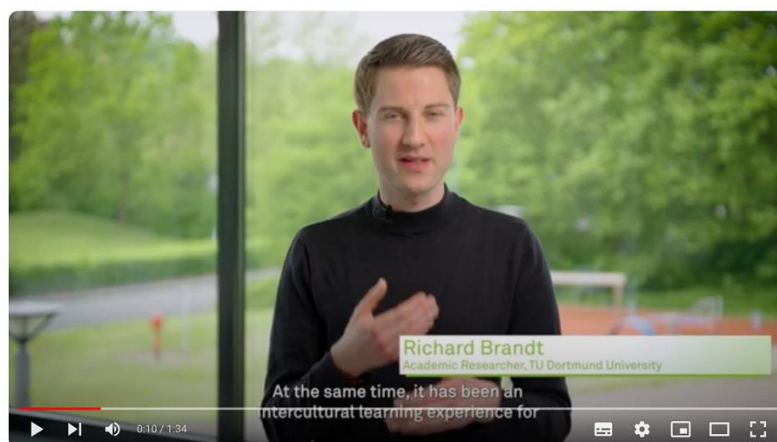 Richard Brandt
Academic Researcher, TU Dortmund University
At the same time, it has been an
intercultural learning experience for
0:10 / 1:34